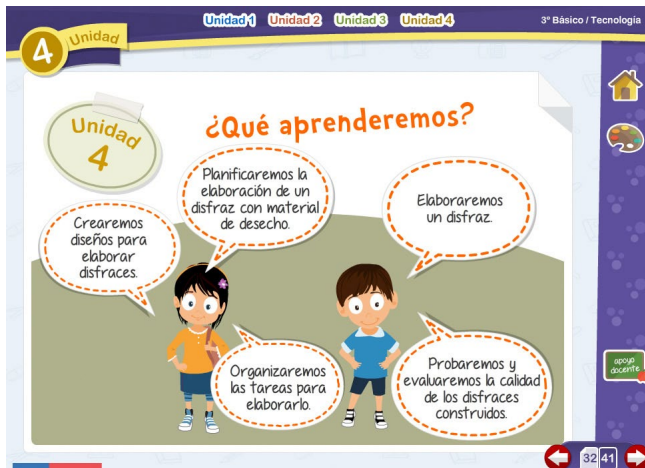 Unidad 1 Unidad 2 Unidad 3 Unidad 4
3° Básico / Tecnología
4 Unidad
Unidad
4
¿Qué aprenderemos?
Planificaremos la
elaboración de un
disfraz con material
de desecho.
Elaboraremos
un disfraz.
Crearemos
diseños para
elaborar
disfraces.
Organizaremos
las tareas para
elaborarlo.
Probaremos y
evaluaremos la calidad
de los disfraces
construidos.
apoyo
docente
32 41